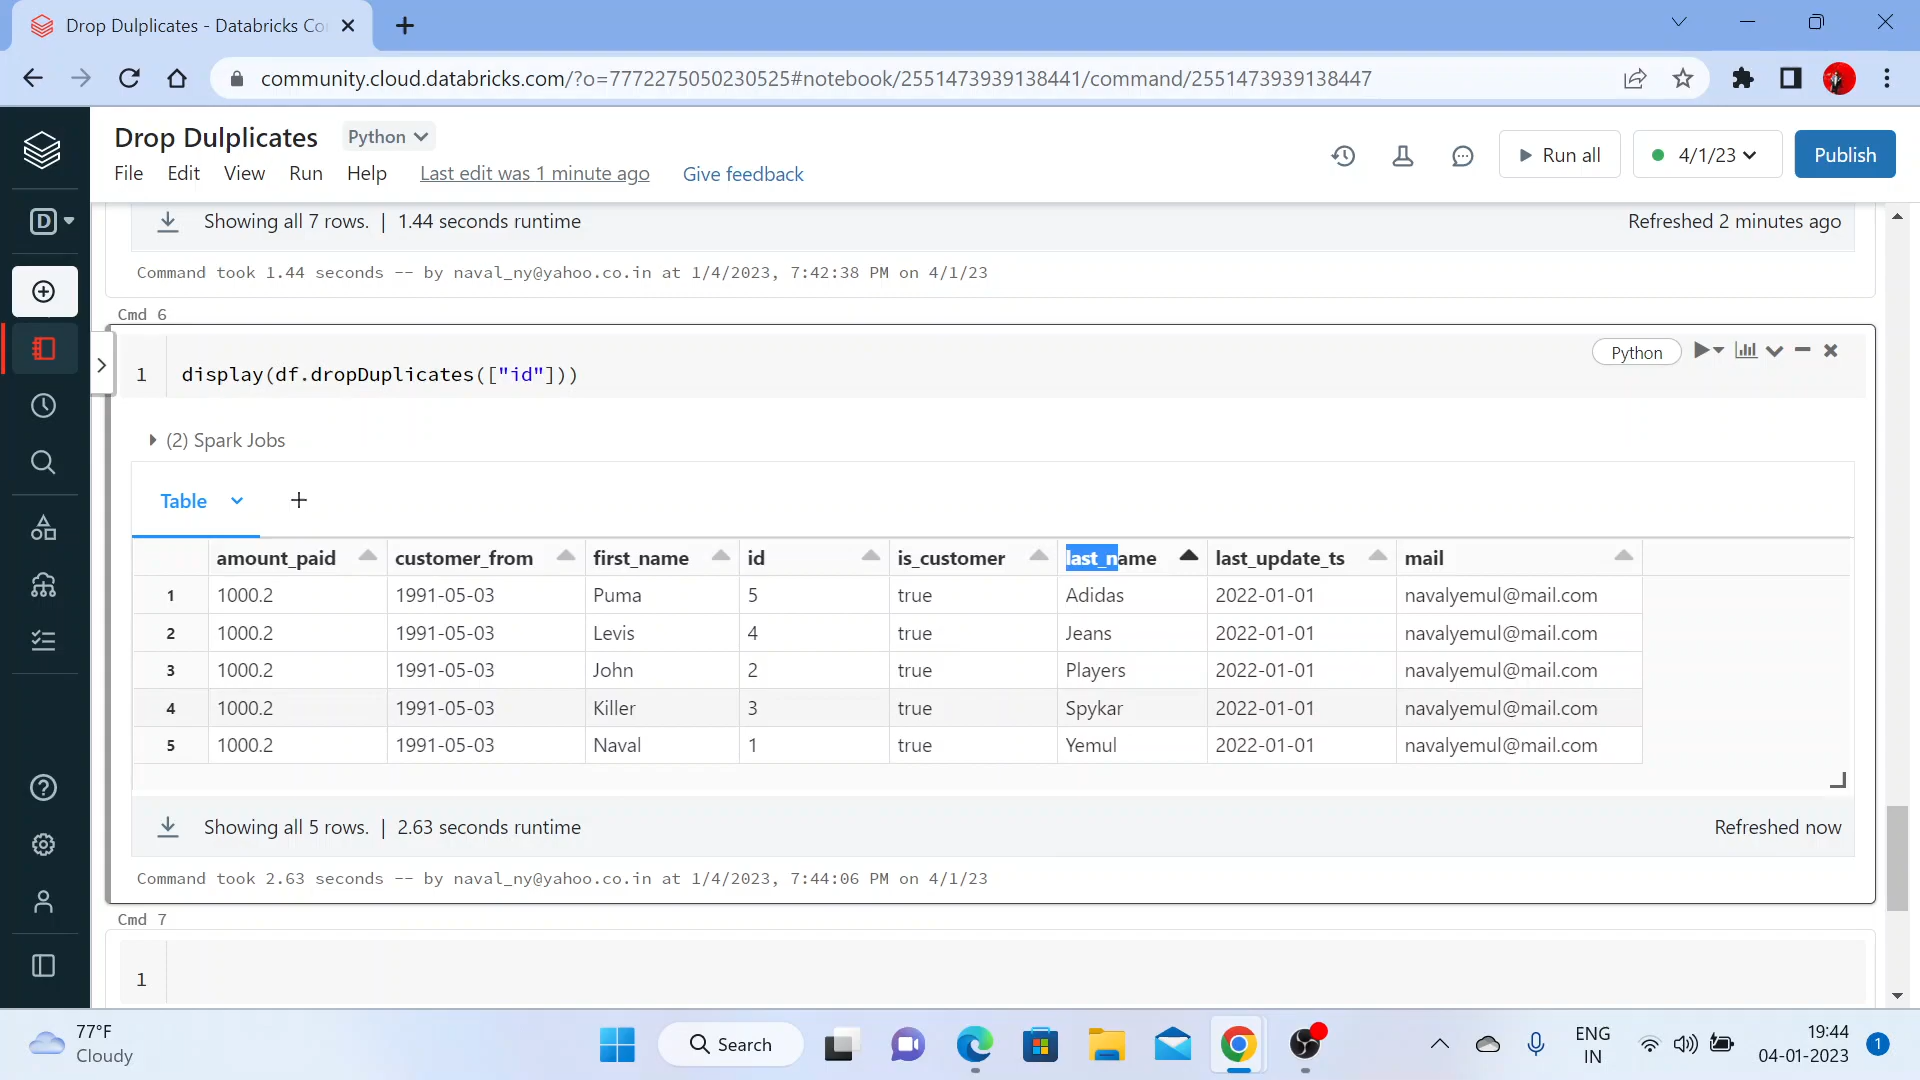 Drop Dulplicates - Databricks Co
community.cloud.databricks.com/?o=7772275050230525#notebook/2551473939138441/command/2551473939138447
Drop Dulplicates
Python
File Edit View Run Help Last edit was 1 minute ago Give feedback
Run all
4/1/23
Publish
D
Showing all 7 rows. | 1.44 seconds runtime
Refreshed 2 minutes ago
Command took 1.44 seconds -- by naval_ny@yahoo.co.in at 1/4/2023, 7:42:38 PM on 4/1/23
Cmd 6
Python
1 display(df.dropDuplicates(["id"]))
(2) Spark Jobs
Table
amount_paid customer_from first_name id is_customer last_name last_update_ts mail
1 1000.2 1991-05-03 Puma 5 true Adidas 2022-01-01 navalyemul@mail.com
2 1000.2 1991-05-03 Levis 4 true Jeans 2022-01-01 navalyemul@mail.com
3 1000.2 1991-05-03 John 2 true Players 2022-01-01 navalyemul@mail.com
4 1000.2 1991-05-03 Killer 3 true Spykar 2022-01-01 navalyemul@mail.com
5 1000.2 1991-05-03 Naval 1 true Yemul 2022-01-01 navalyemul@mail.com
Showing all 5 rows. | 2.63 seconds runtime
Refreshed now
Command took 2.63 seconds -- by naval_ny@yahoo.co.in at 1/4/2023, 7:44:06 PM on 4/1/23
Cmd 7
1
77°F
Cloudy
Search
ENG
IN
19:44
04-01-2023
1